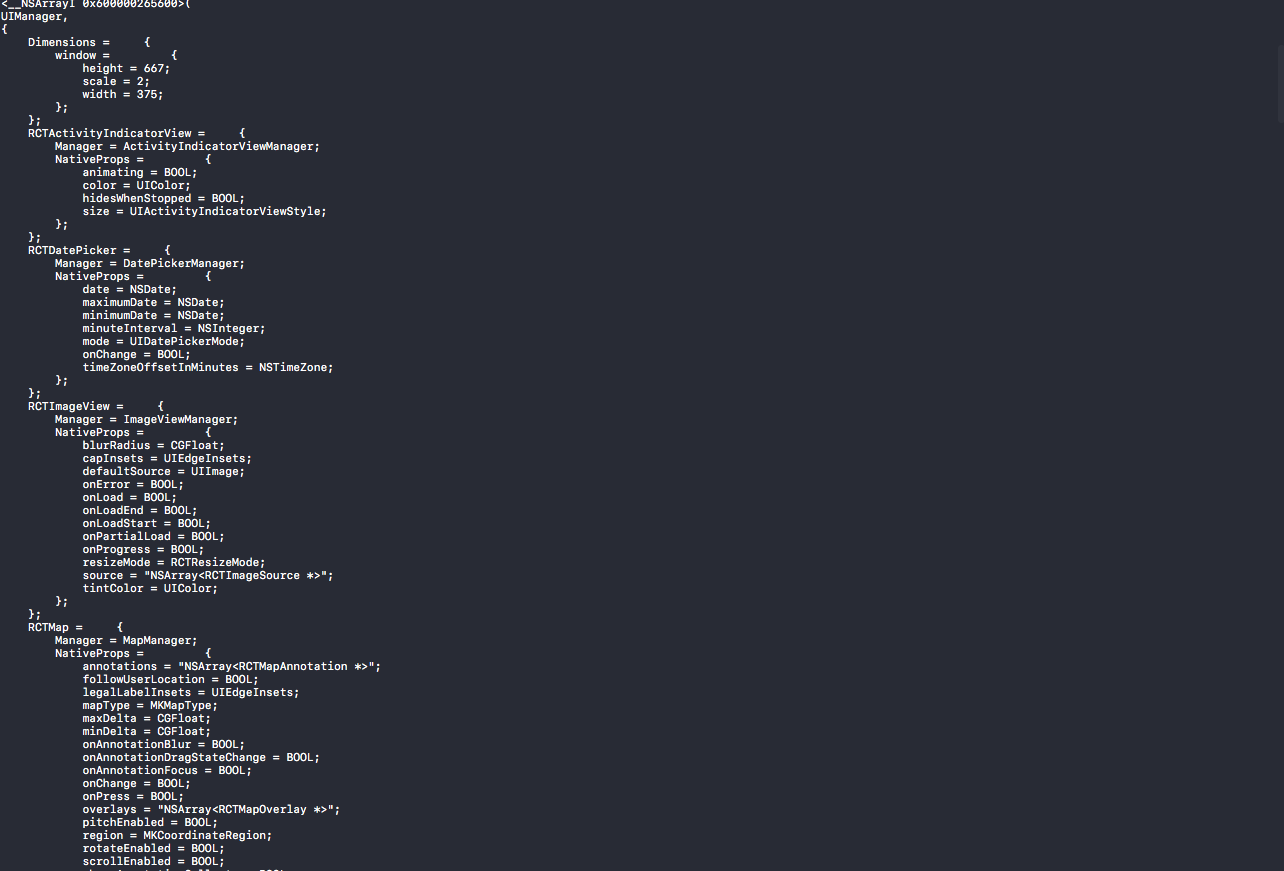 <__NSArrayI 0x600000265600>(
UIManager,
{
    Dimensions =     {
        window =         {
            height = 667;
            scale = 2;
            width = 375;
        };
    };
    RCTActivityIndicatorView =     {
        Manager = ActivityIndicatorViewManager;
        NativeProps =         {
            animating = BOOL;
            color = UIColor;
            hidesWhenStopped = BOOL;
            size = UIActivityIndicatorViewStyle;
        };
    };
    RCTDatePicker =     {
        Manager = DatePickerManager;
        NativeProps =         {
            date = NSDate;
            maximumDate = NSDate;
            minimumDate = NSDate;
            minuteInterval = NSInteger;
            mode = UIDatePickerMode;
            onChange = BOOL;
            timeZoneOffsetInMinutes = NSTimeZone;
        };
    };
    RCTImageView =     {
        Manager = ImageViewManager;
        NativeProps =         {
            blurRadius = CGFloat;
            capInsets = UIEdgeInsets;
            defaultSource = UIImage;
            onError = BOOL;
            onLoad = BOOL;
            onLoadEnd = BOOL;
            onLoadStart = BOOL;
            onPartialLoad = BOOL;
            onProgress = BOOL;
            resizeMode = RCTResizeMode;
            source = "NSArray<RCTImageSource *>";
            tintColor = UIColor;
        };
    };
    RCTMap =     {
        Manager = MapManager;
        NativeProps =         {
            annotations = "NSArray<RCTMapAnnotation *>";
            followUserLocation = BOOL;
            legalLabelInsets = UIEdgeInsets;
            mapType = MKMapType;
            maxDelta = CGFloat;
            minDelta = CGFloat;
            onAnnotationBlur = BOOL;
            onAnnotationDragStateChange = BOOL;
            onAnnotationFocus = BOOL;
            onChange = BOOL;
            onPress = BOOL;
            overlays = "NSArray<RCTMapOverlay *>";
            pitchEnabled = BOOL;
            region = MKCoordinateRegion;
            rotateEnabled = BOOL;
            scrollEnabled = BOOL;